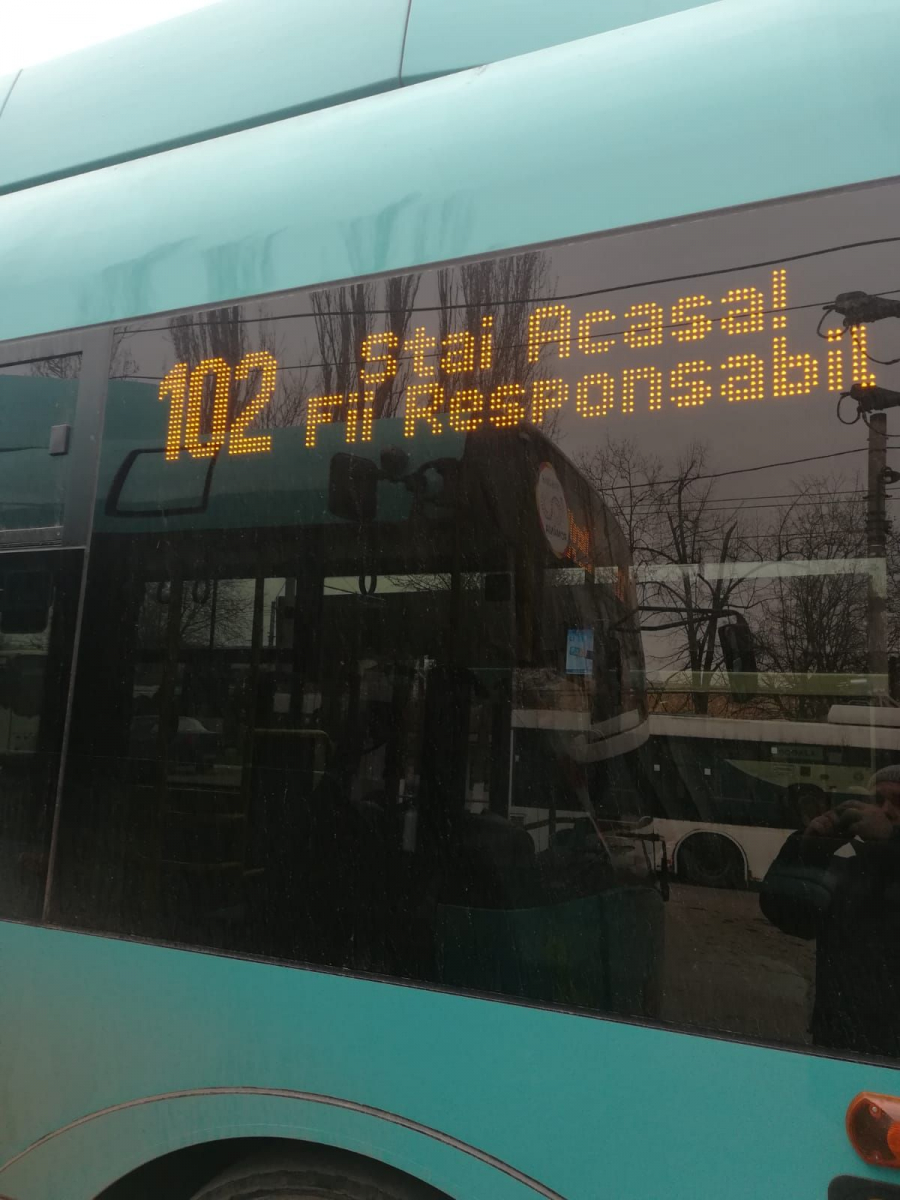 102
Stai Acasa!
Fii Responsabil